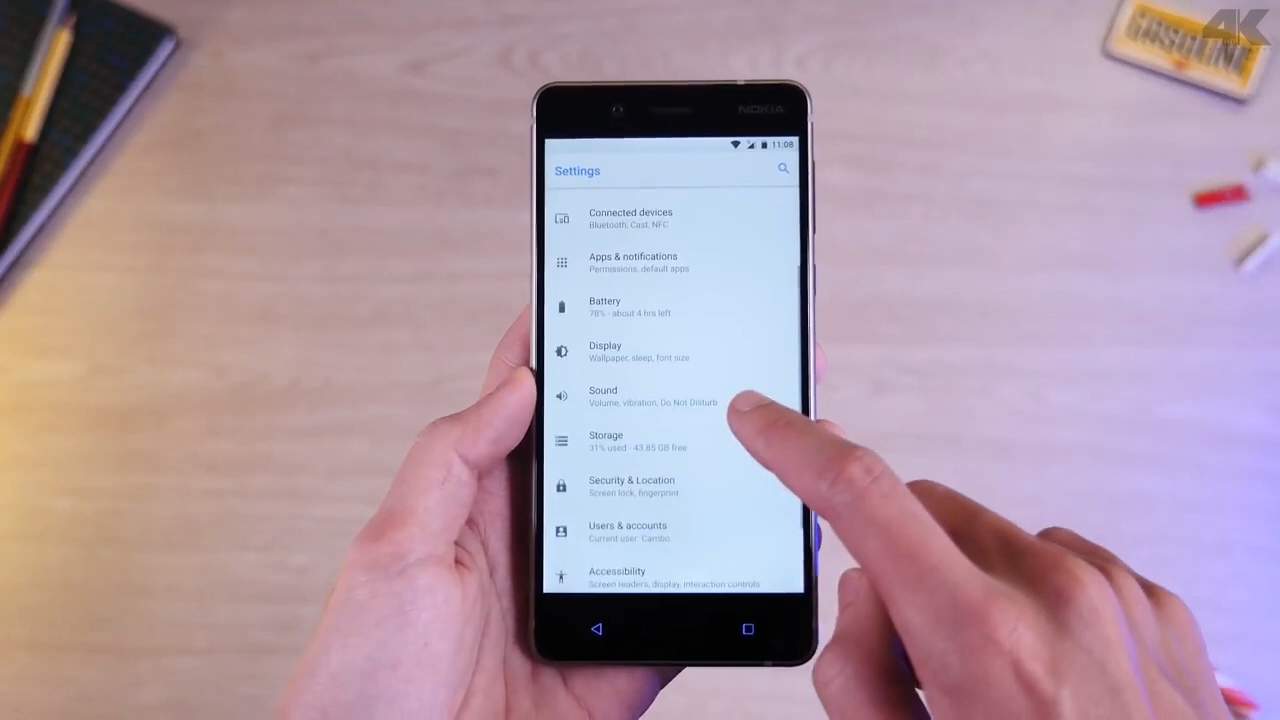 4K
GASOLINE
NOKIA
11:08
Settings
Connected devices
Bluetooth, Cast, NFC
Apps & notifications
Permissions, default apps
Battery
78% - about 4 hrs left
Display
Wallpaper, sleep, font size
Sound
Volume, vibration, Do Not Disturb
Storage
31% used - 43.85 GB free
Security & Location
Screen lock, fingerprint
Users & accounts
Current user: Cambo
Accessibility
Screen readers, display, interaction controls